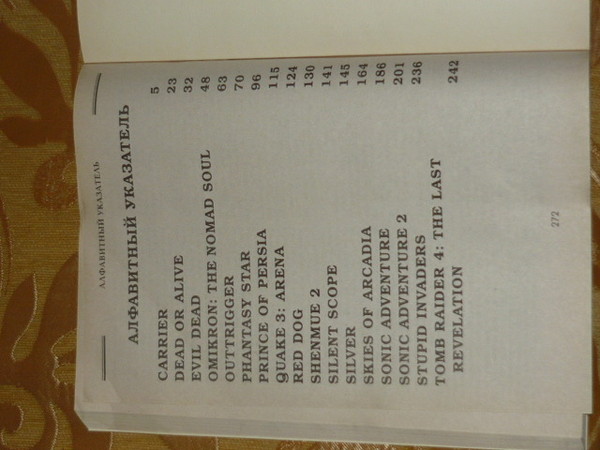 АЛФАВИТНЫЙ УКАЗАТЕЛЬ
АЛФАВИТНЫЙ УКАЗАТЕЛЬ
CARRIER 5
DEAD OR ALIVE 23
EVIL DEAD 32
OMIKRON: THE NOMAD SOUL 48
OUTTRIGGER 63
PHANTASY STAR 70
PRINCE OF PERSIA 96
QUAKE 3: ARENA 115
RED DOG 124
SHENMUE 2 130
SILENT SCOPE 141
SILVER 145
SKIES OF ARCADIA 164
SONIC ADVENTURE 186
SONIC ADVENTURE 2 201
STUPID INVADERS 236
TOMB RAIDER 4: THE LAST
REVELATION 242
272